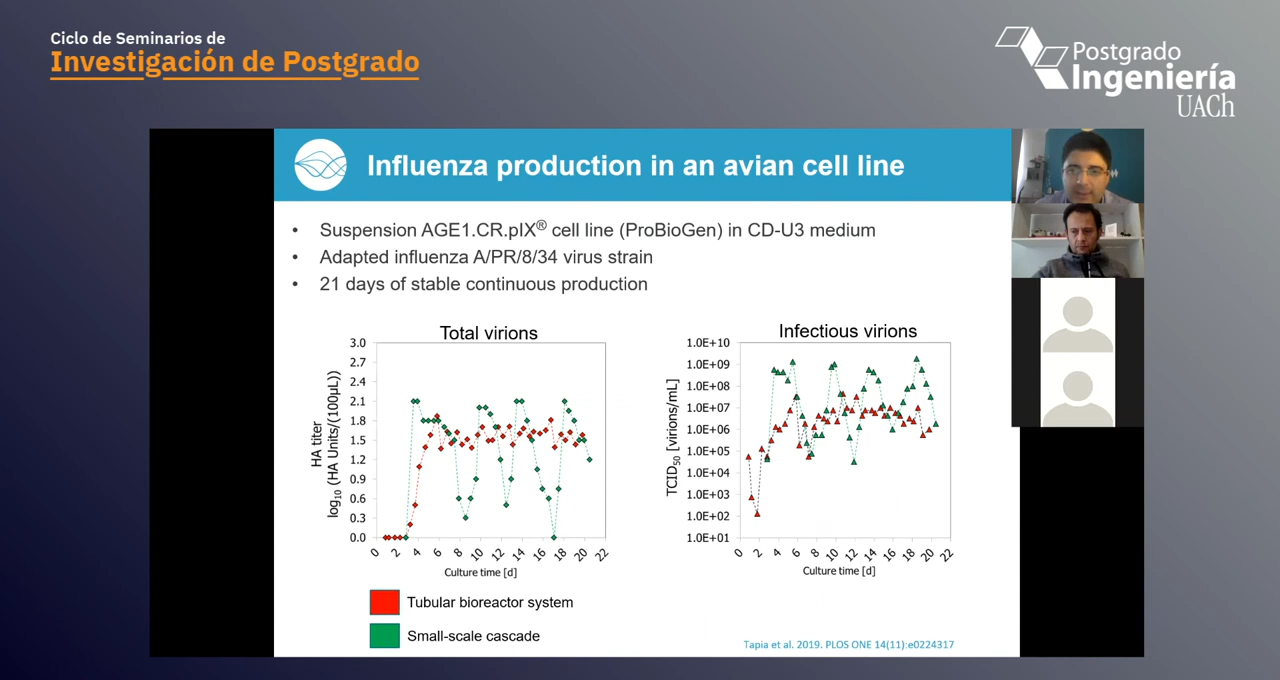 Ciclo de Seminarios de
Investigación de Postgrado
Postgrado
Ingeniería
UACh
Influenza production in an avian cell line
• Suspension AGE1.CR.pIX® cell line (ProBioGen) in CD-U3 medium
• Adapted influenza A/PR/8/34 virus strain
• 21 days of stable continuous production
Total virions
HA titer
log10 (HA Units/(100µL))
3.0
2.7
2.4
2.1
1.8
1.5
1.2
0.9
0.6
0.3
0.0
0 2 4 6 8 10 12 14 16 18 20 22
Culture time [d]
Infectious virions
TCID50 [virions/mL]
1.0E+10
1.0E+09
1.0E+08
1.0E+07
1.0E+06
1.0E+05
1.0E+04
1.0E+03
1.0E+02
1.0E+01
0 2 4 6 8 10 12 14 16 18 20 22
Culture time [d]
Tubular bioreactor system
Small-scale cascade
Tapia et al. 2019. PLOS ONE 14(11):e0224317